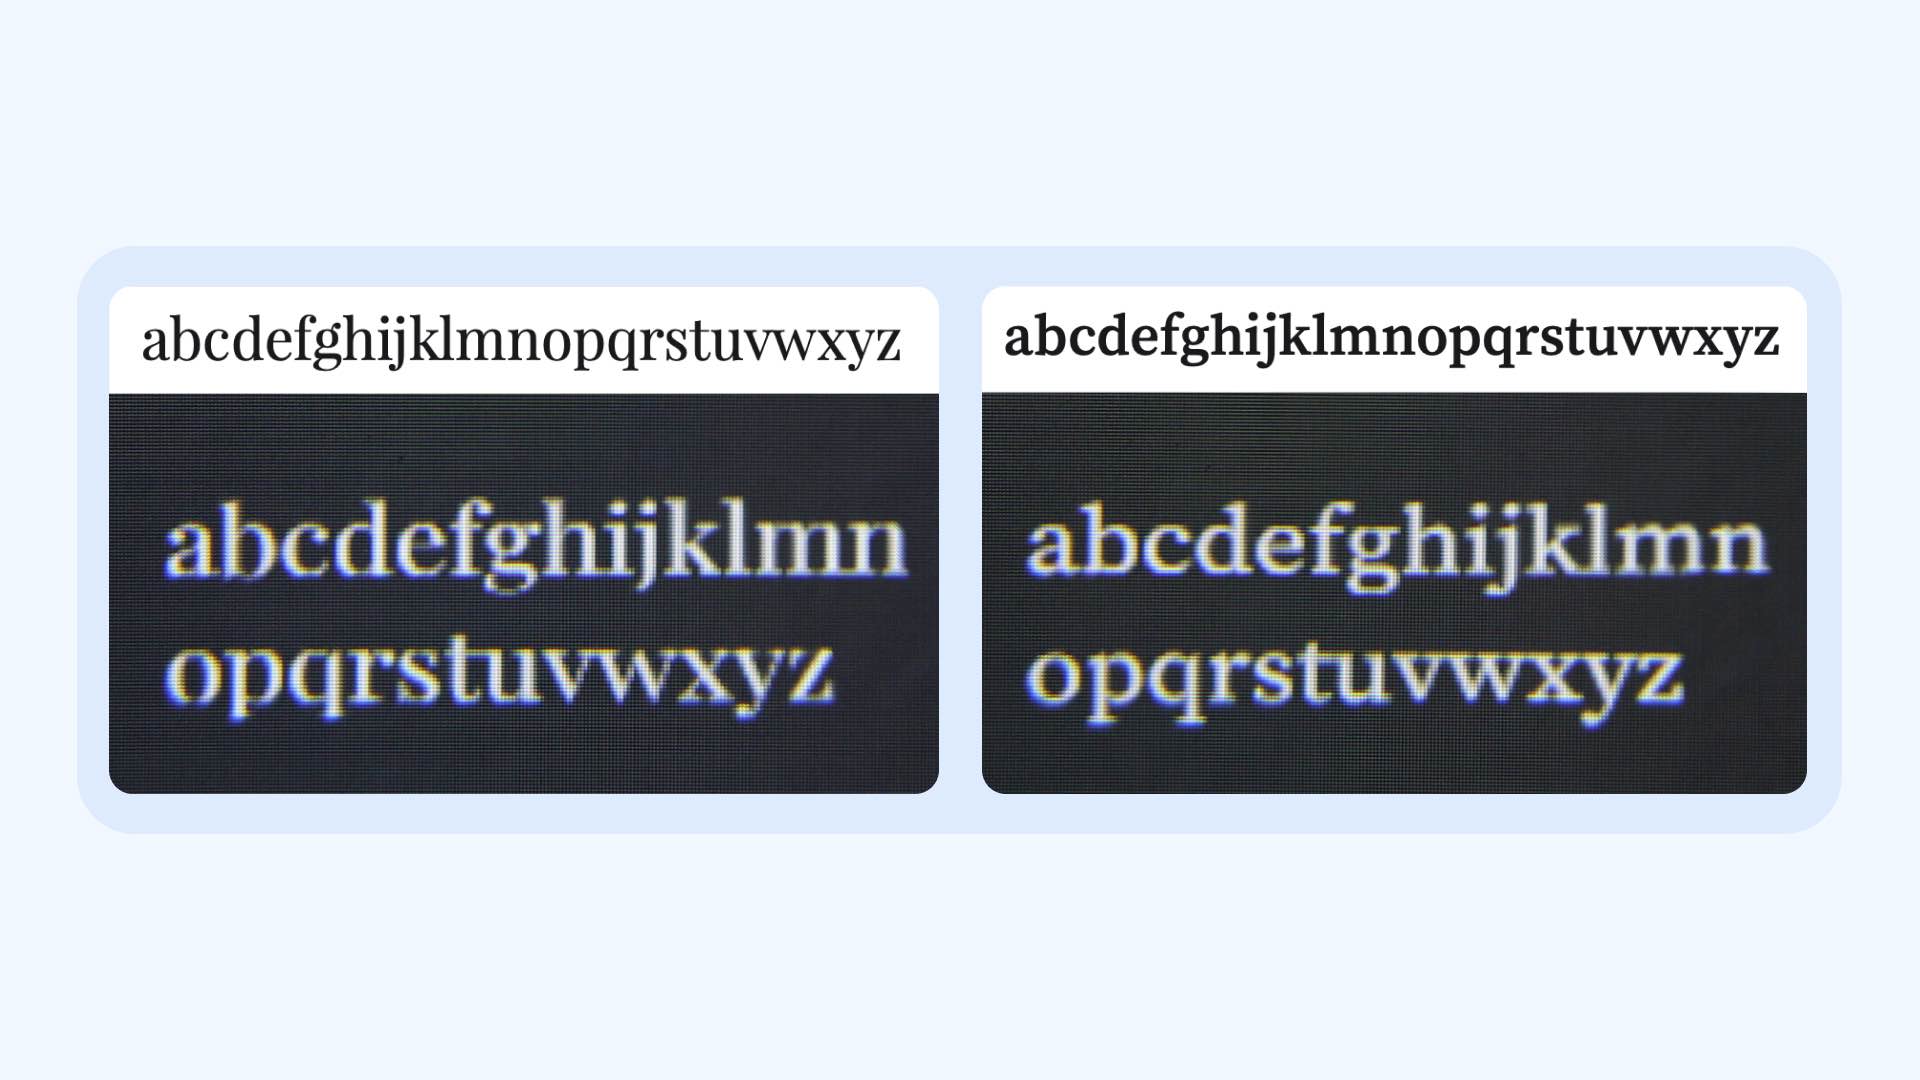 abcdefghijklmnopqrstuvwxyz
abcdefghijklmn
opqrstuvwxyz
abcdefghijklmnopqrstuvwxyz
abcdefghijklmn
opqrstuvwxyz